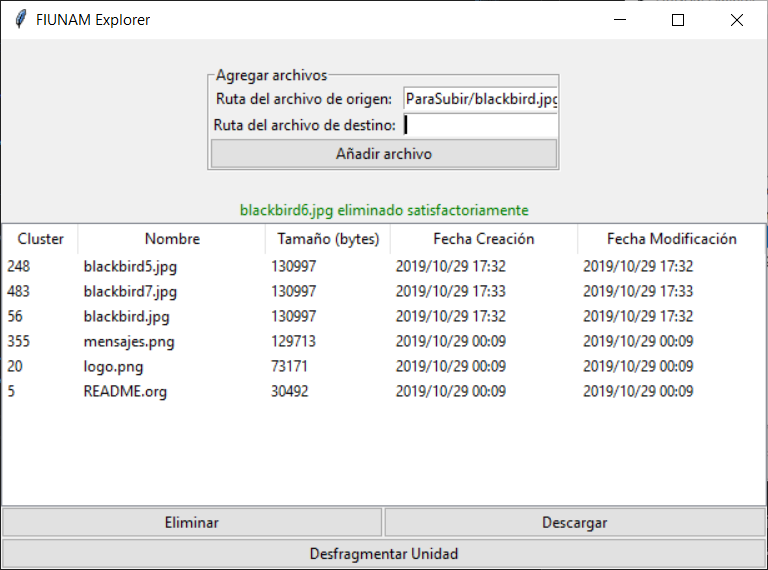 FIUNAM Explorer
Agregar archivos
Ruta del archivo de origen: ParaSubir/blackbird.jpg
Ruta del archivo de destino:
Añadir archivo
blackbird6.jpg eliminado satisfactoriamente
Cluster Nombre Tamaño (bytes) Fecha Creación Fecha Modificación
248 blackbird5.jpg 130997 2019/10/29 17:32 2019/10/29 17:32
483 blackbird7.jpg 130997 2019/10/29 17:33 2019/10/29 17:33
56 blackbird.jpg 130997 2019/10/29 17:32 2019/10/29 17:32
355 mensajes.png 129713 2019/10/29 00:09 2019/10/29 00:09
20 logo.png 73171 2019/10/29 00:09 2019/10/29 00:09
5 README.org 30492 2019/10/29 00:09 2019/10/29 00:09
Eliminar Descargar
Desfragmentar Unidad